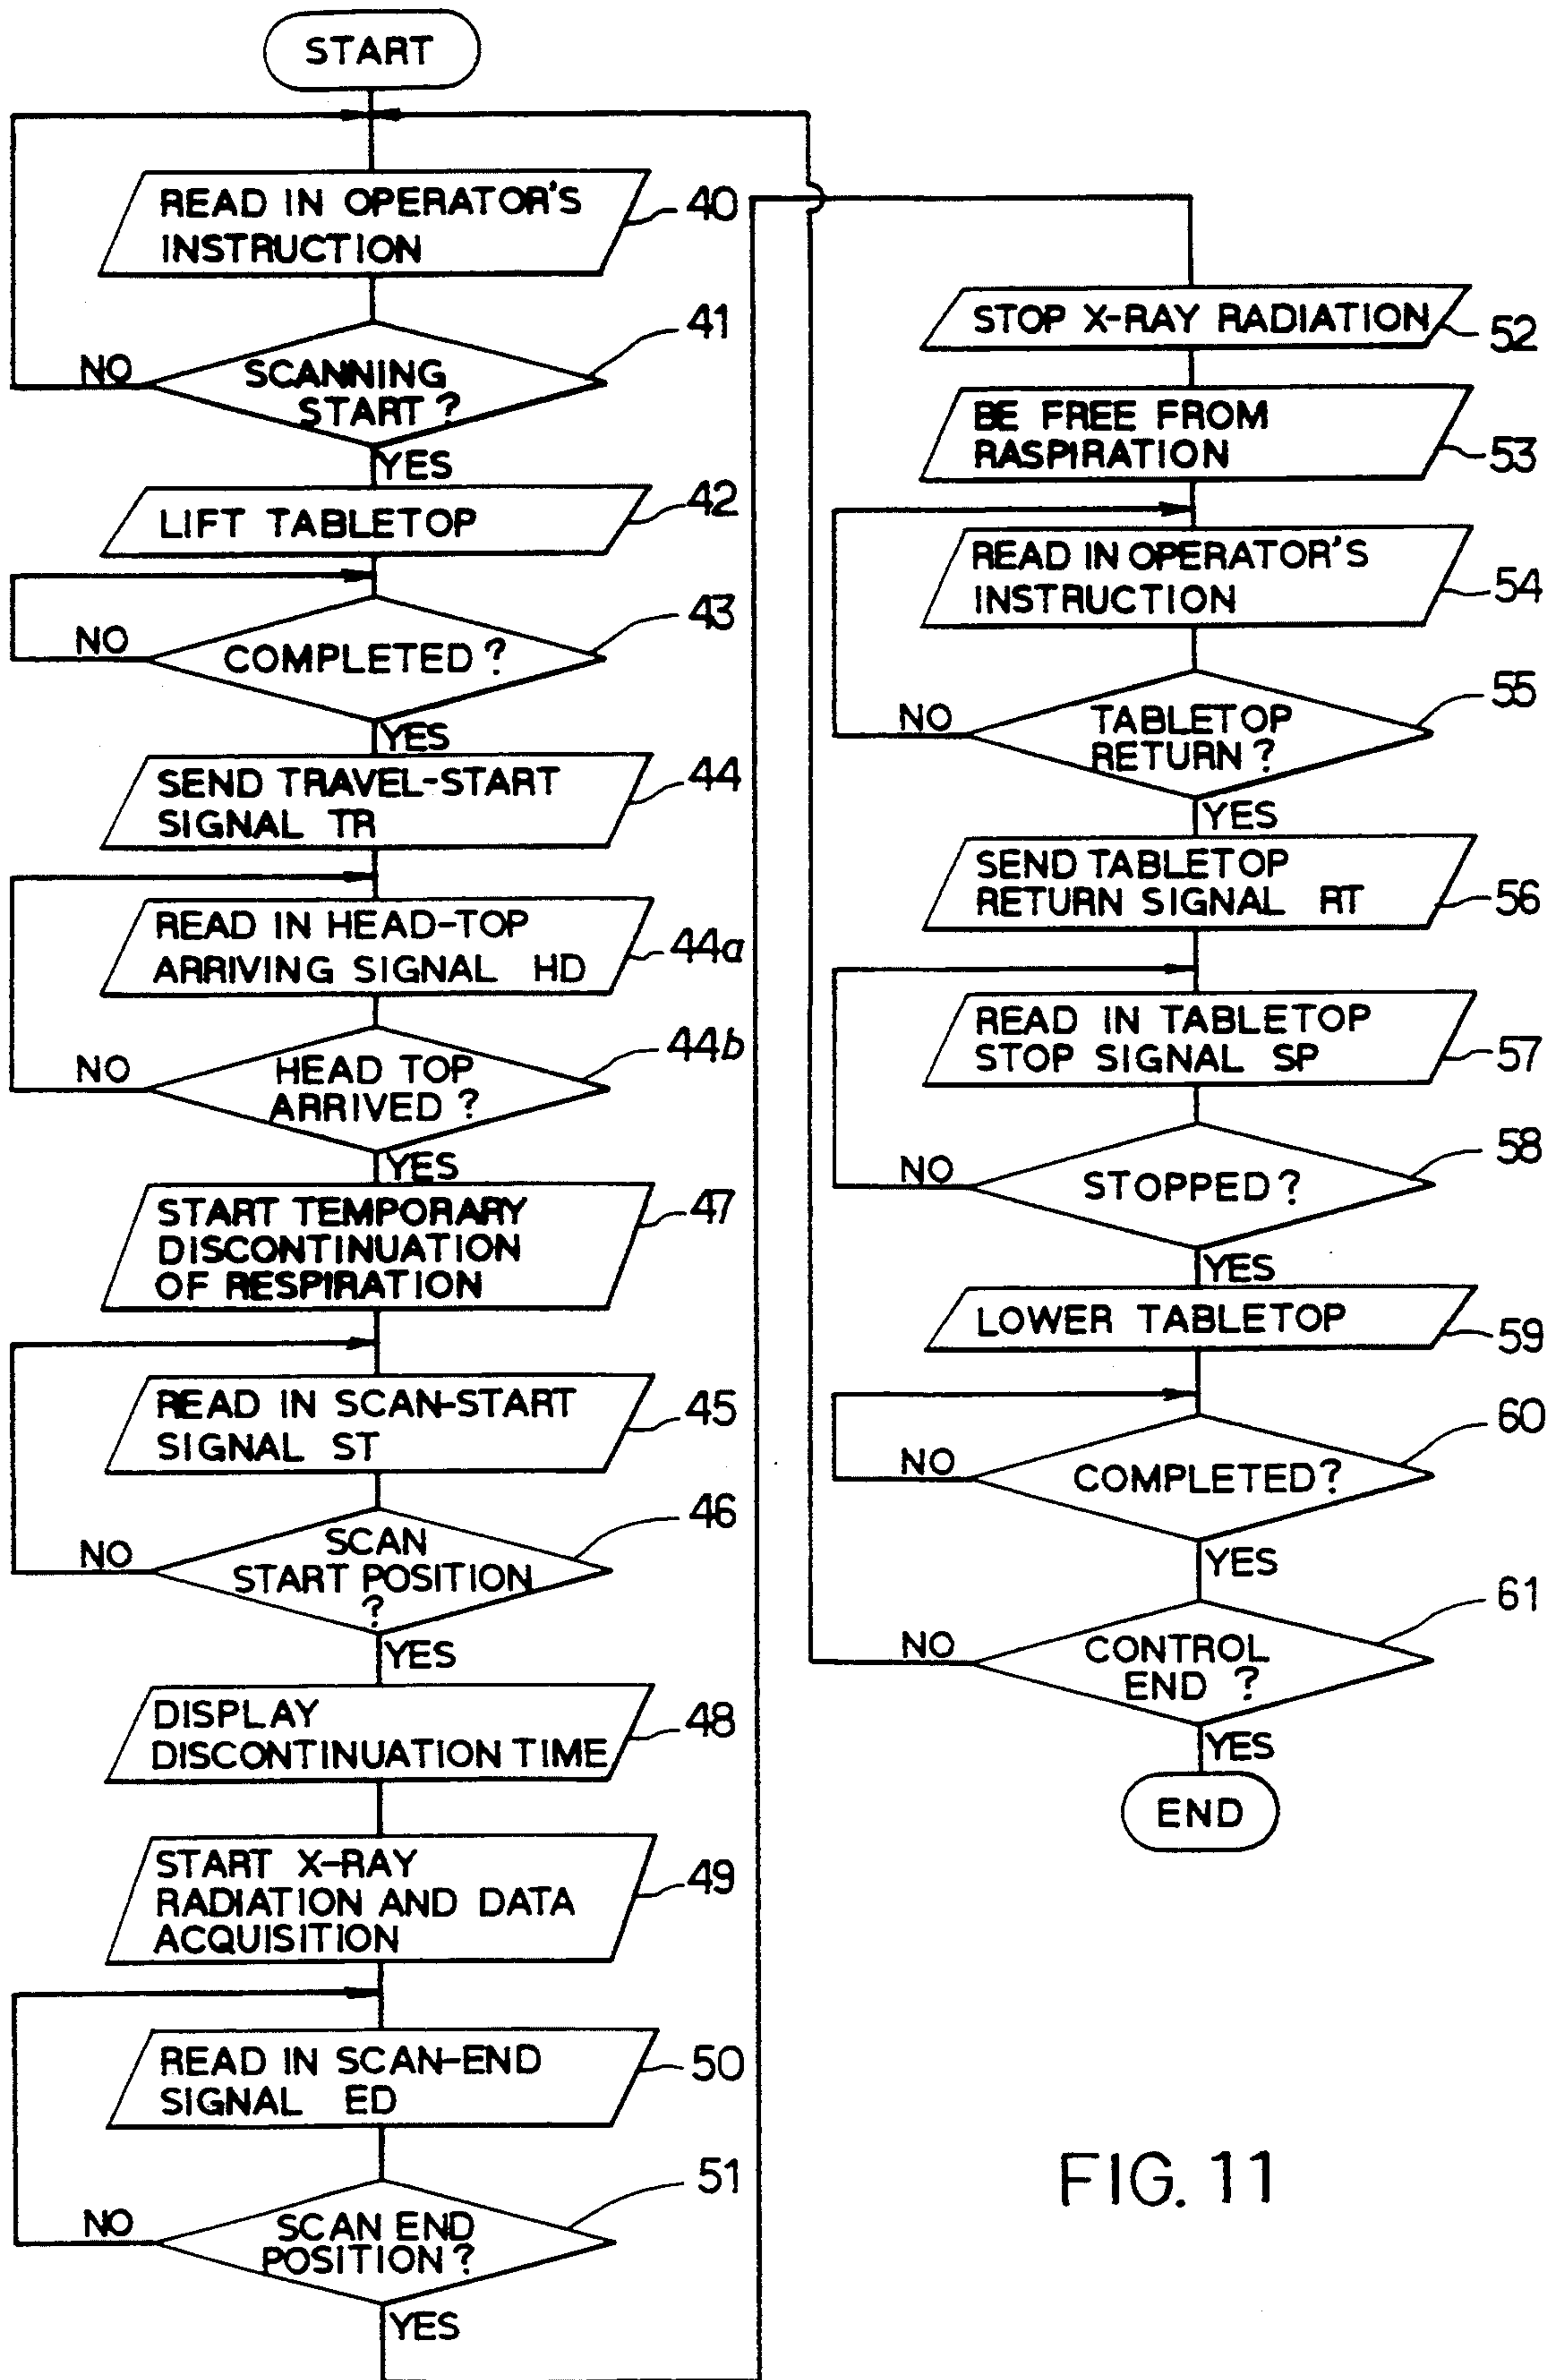 START
READ IN OPERATOR'S
INSTRUCTION
40
SCANNING
START?
41
NO
YES
LIFT TABLETOP
42
COMPLETED?
43
NO
YES
SEND TRAVEL-START
SIGNAL TR
44
READ IN HEAD-TOP
ARRIVING SIGNAL HD
44a
HEAD TOP
ARRIVED?
44b
NO
YES
START TEMPORARY
DISCONTINUATION
OF RESPIRATION
47
READ IN SCAN-START
SIGNAL ST
45
SCAN
START POSITION
?
46
NO
YES
DISPLAY
DISCONTINUATION TIME
48
START X-RAY
RADIATION AND DATA
ACQUISITION
49
READ IN SCAN-END
SIGNAL ED
50
SCAN END
POSITION?
51
NO
YES
STOP X-RAY RADIATION
52
BE FREE FROM
RASPIRATION
53
READ IN OPERATOR'S
INSTRUCTION
54
TABLETOP
RETURN?
55
NO
YES
SEND TABLETOP
RETURN SIGNAL RT
56
READ IN TABLETOP
STOP SIGNAL SP
57
STOPPED?
58
NO
YES
LOWER TABLETOP
59
COMPLETED?
60
NO
YES
CONTROL
END ?
61
NO
YES
END
FIG. 11